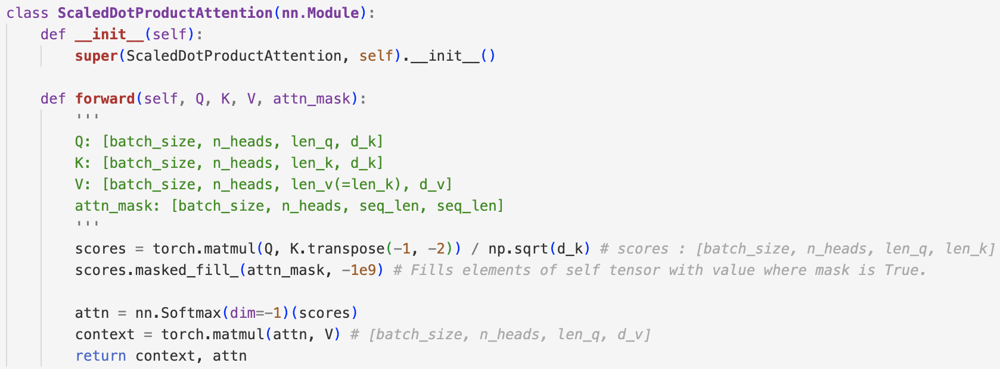 class ScaledDotProductAttention(nn.Module):
    def __init__(self):
        super(ScaledDotProductAttention, self).__init__()

    def forward(self, Q, K, V, attn_mask):
        '''
        Q: [batch_size, n_heads, len_q, d_k]
        K: [batch_size, n_heads, len_k, d_k]
        V: [batch_size, n_heads, len_v(=len_k), d_v]
        attn_mask: [batch_size, n_heads, seq_len, seq_len]
        '''
        scores = torch.matmul(Q, K.transpose(-1, -2)) / np.sqrt(d_k) # scores : [batch_size, n_heads, len_q, len_k]
        scores.masked_fill_(attn_mask, -1e9) # Fills elements of self tensor with value where mask is True.

        attn = nn.Softmax(dim=-1)(scores)
        context = torch.matmul(attn, V) # [batch_size, n_heads, len_q, d_v]
        return context, attn